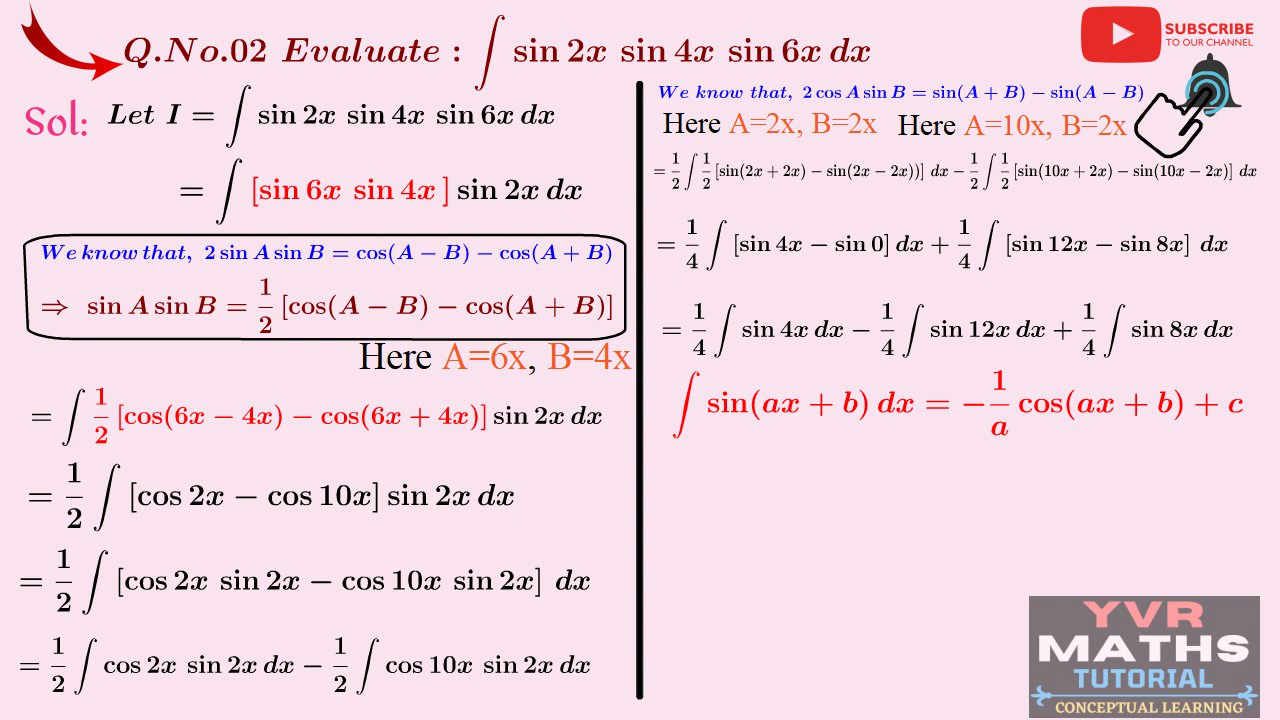 Q.No.02 Evaluate : ∫ sin 2x sin 4x sin 6x dx
SUBSCRIBE
TO OUR CHANNEL
Sol: Let I = ∫ sin 2x sin 4x sin 6x dx
= ∫ [sin 6x sin 4x ] sin 2x dx
We know that, 2 sin A sin B = cos(A − B) − cos(A + B)
⇒ sin A sin B = 1/2 [cos(A − B) − cos(A + B)]
Here A=6x, B=4x
= ∫ 1/2 [cos(6x − 4x) − cos(6x + 4x)] sin 2x dx
= 1/2 ∫ [cos 2x − cos 10x] sin 2x dx
= 1/2 ∫ [cos 2x sin 2x − cos 10x sin 2x] dx
= 1/2 ∫ cos 2x sin 2x dx − 1/2 ∫ cos 10x sin 2x dx
We know that, 2 cos A sin B = sin(A + B) − sin(A − B)
Here A=2x, B=2x Here A=10x, B=2x
= 1/2 ∫ 1/2 [sin(2x + 2x) − sin(2x − 2x))] dx − 1/2 ∫ 1/2 [sin(10x + 2x) − sin(10x − 2x)] dx
= 1/4 ∫ [sin 4x − sin 0] dx + 1/4 ∫ [sin 12x − sin 8x] dx
= 1/4 ∫ sin 4x dx − 1/4 ∫ sin 12x dx + 1/4 ∫ sin 8x dx
∫ sin(ax + b) dx = − 1/a cos(ax + b) + c
YVR
MATHS
TUTORIAL
CONCEPTUAL LEARNING